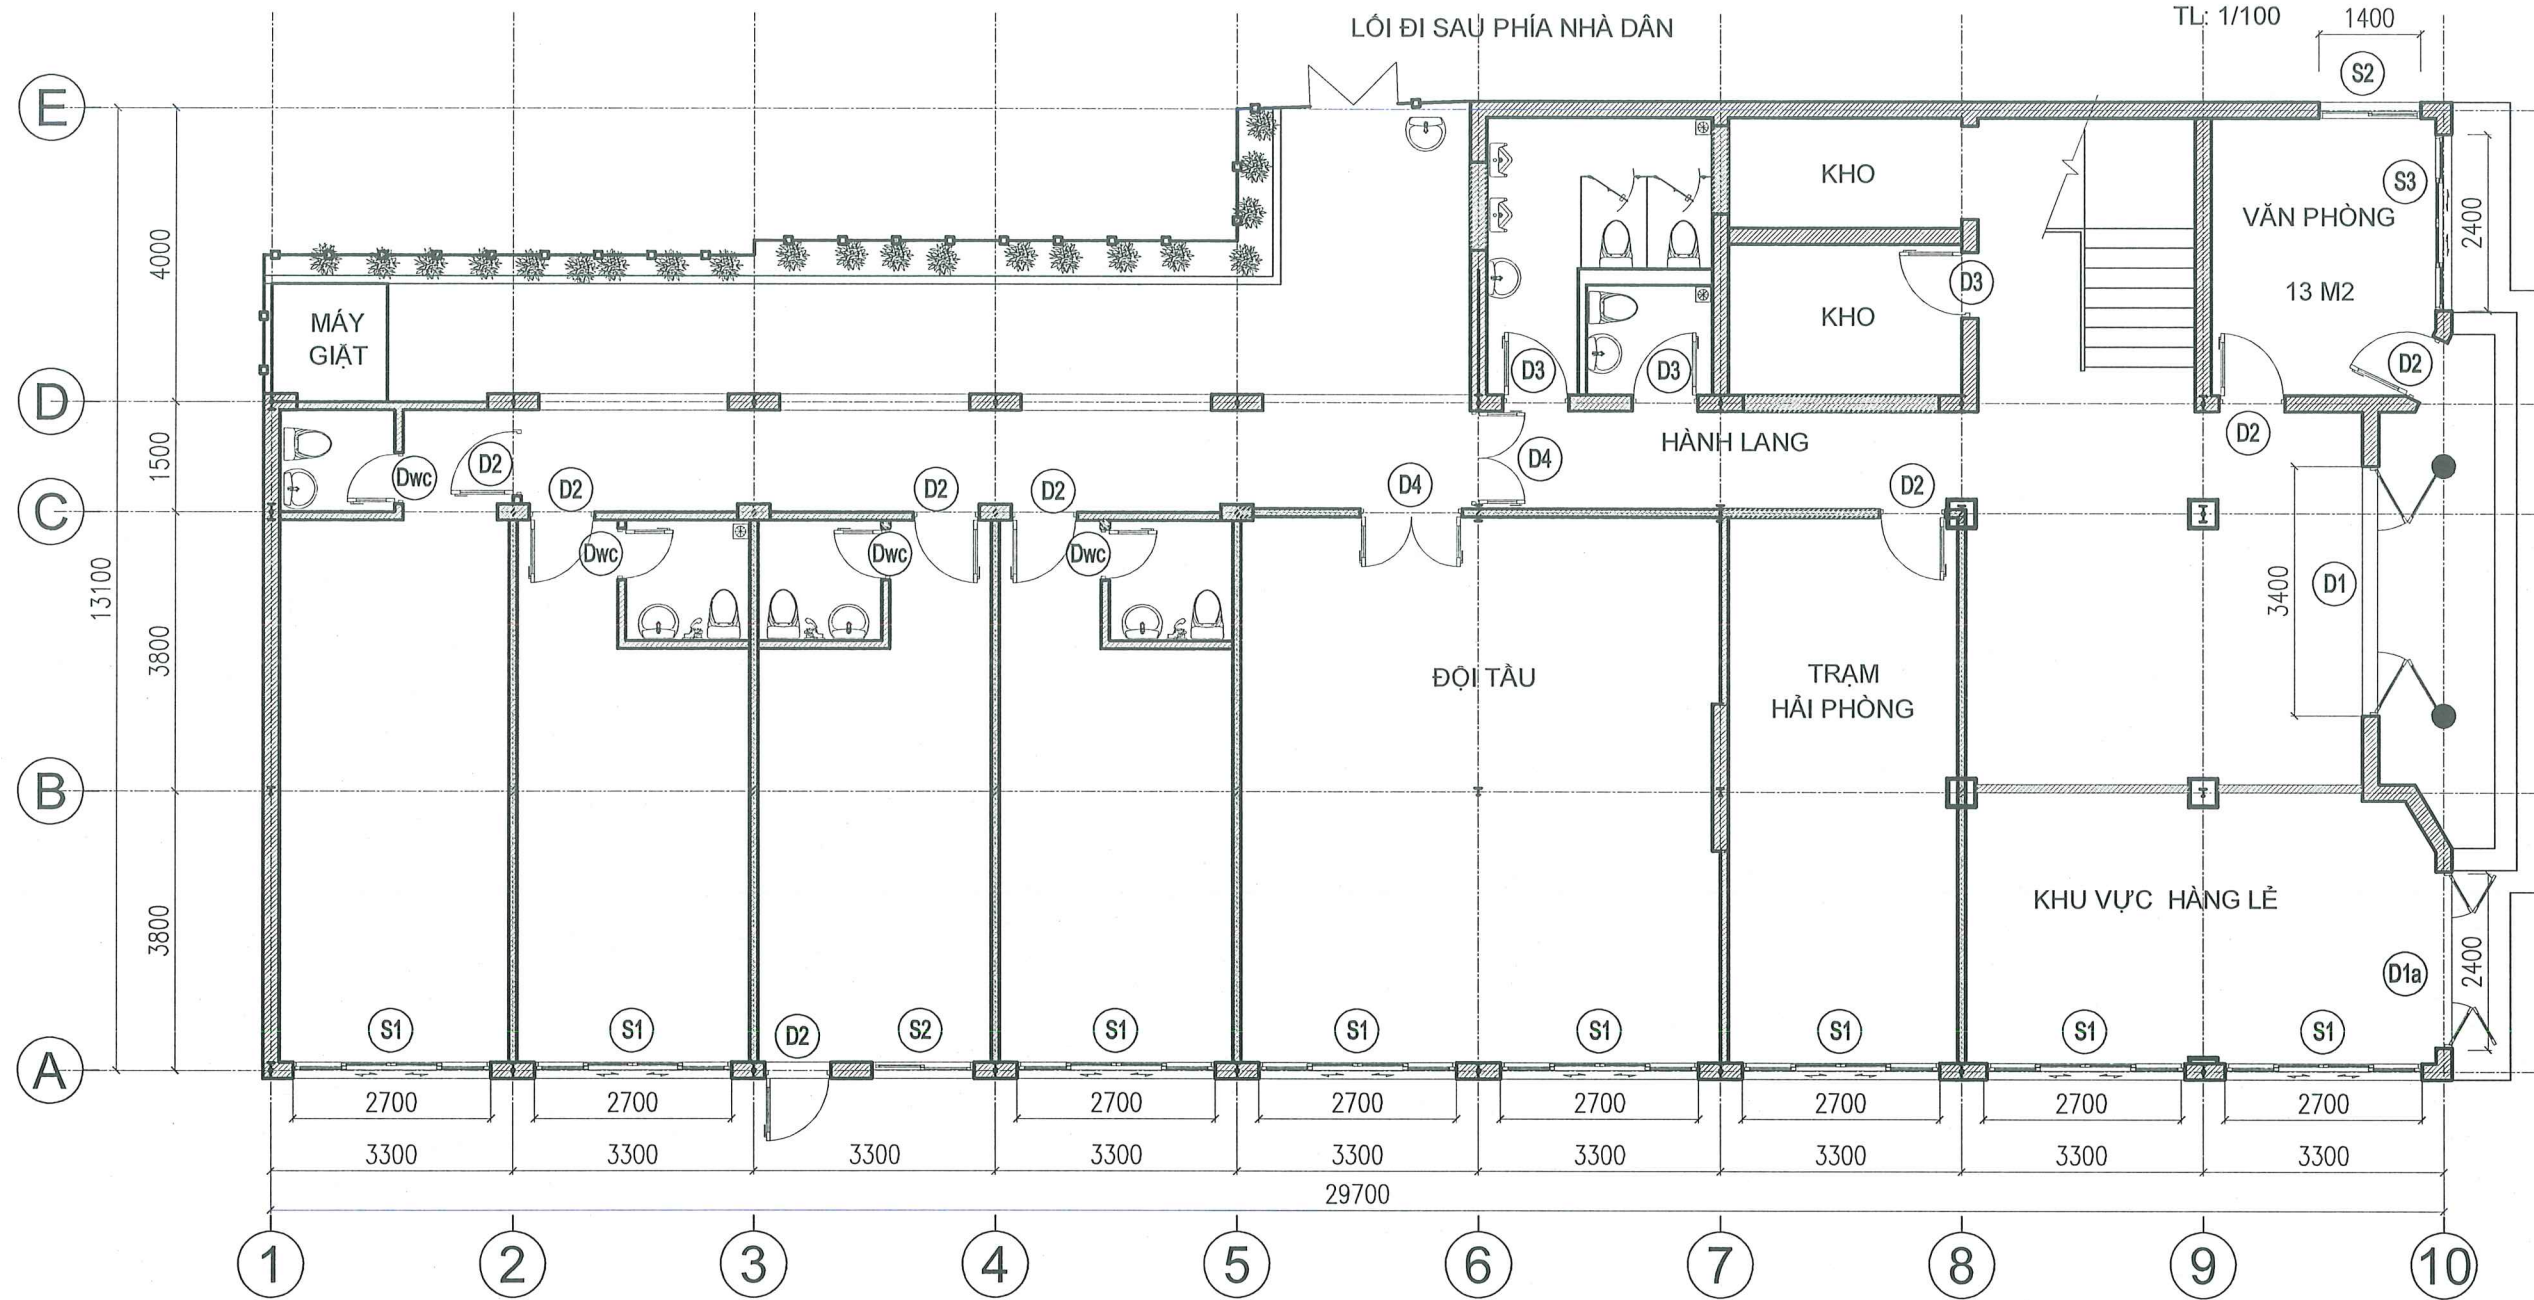 LỐI ĐI SAU PHÍA NHÀ DÂN
TL: 1/100
1400
S2
E
KHO
S3
VĂN PHÒNG
2400
4000
13 M2
D3
KHO
MÁY
GIẶT
D3
D3
D2
D
1500
Dwc
D2
D2
D2
D2
D4
D4
HÀNH LANG
D2
D2
C
Dwc
Dwc
Dwc
13100
3400
D1
3800
ĐỘI TẦU
TRẠM
HẢI PHÒNG
B
3800
KHU VỰC HÀNG LẺ
2400
D1a
S1
S1
D2
S2
S1
S1
S1
S1
S1
S1
A
2700
2700
2700
2700
2700
2700
2700
2700
3300
3300
3300
3300
3300
3300
3300
3300
3300
29700
1
2
3
4
5
6
7
8
9
10